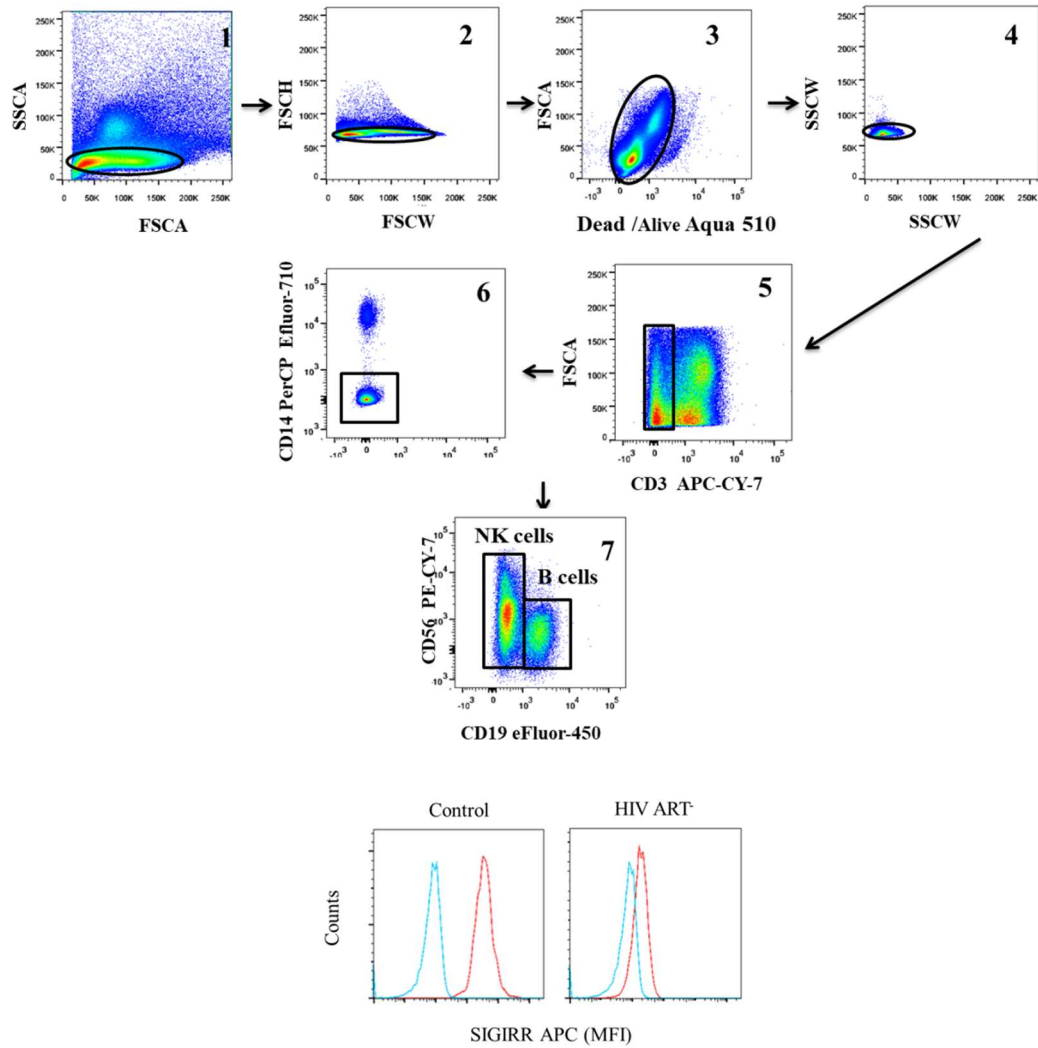 1
SSCA
250K
200K
150K
100K
50K
0
0 50K 100K 150K 200K 250K
FSCA
2
FSCH
250K
200K
150K
100K
50K
0
0 50K 100K 150K 200K 250K
FSCW
3
FSCA
250K
200K
150K
100K
50K
0
-10³ 0 10³ 10⁴ 10⁵
Dead /Alive Aqua 510
4
SSCW
250K
200K
150K
100K
50K
0
0 50K 100K 150K 200K 250K
SSCW
5
FSCA
250K
200K
150K
100K
50K
0
-10³ 0 10³ 10⁴ 10⁵
CD3 APC-CY-7
6
CD14 PerCP Efluor-710
10⁵
10⁴
10³
-10³
-10³ 0 10³ 10⁴ 10⁵
7
NK cells
B cells
CD56 PE-CY-7
10⁵
10⁴
10³
-10³
-10³ 0 10³ 10⁴ 10⁵
CD19 eFluor-450
Control
HIV ART⁻
Counts
SIGIRR APC (MFI)